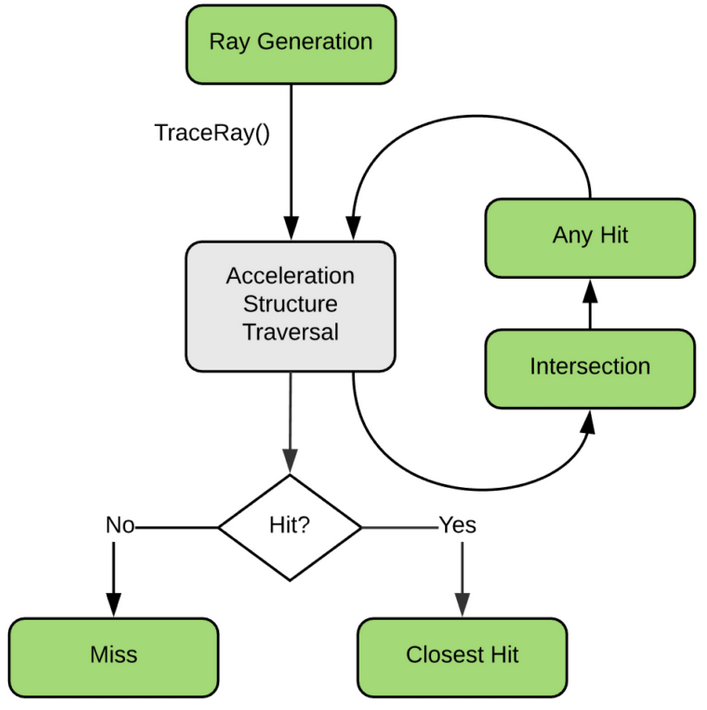 Ray Generation
TraceRay()
Any Hit
Acceleration
Structure
Traversal
Intersection
Hit?
No
Yes
Miss
Closest Hit